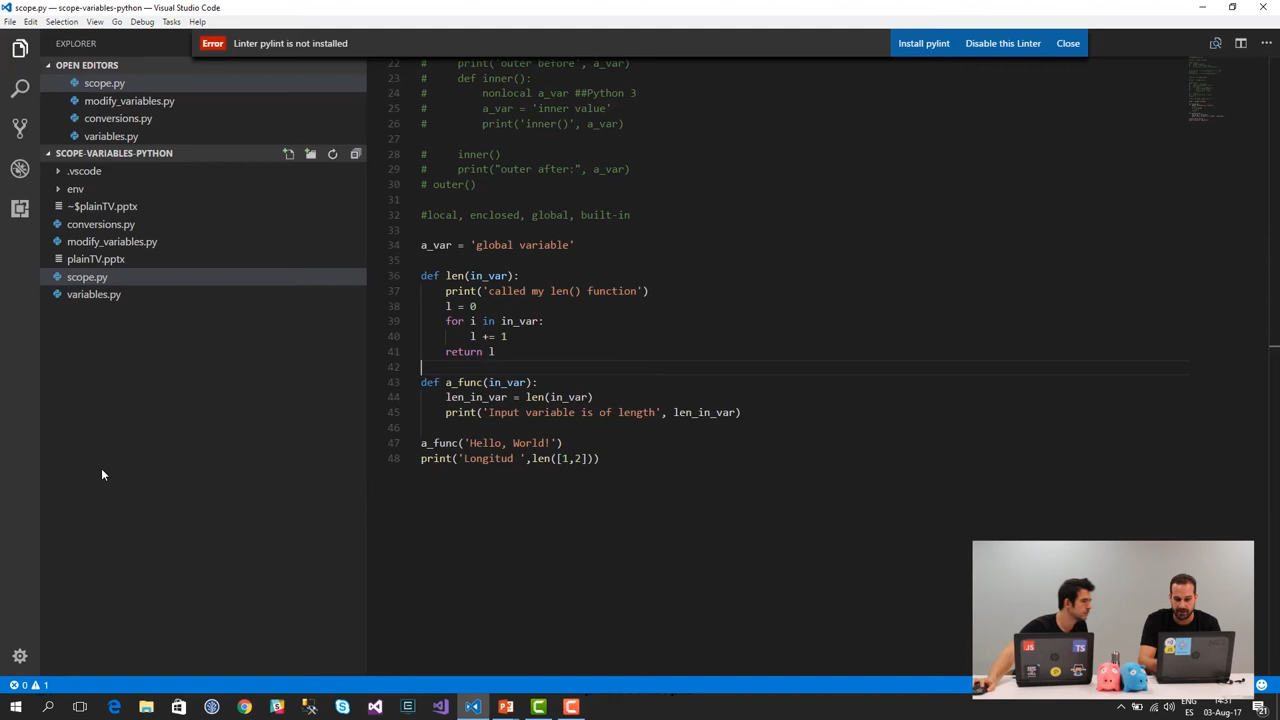 scope.py — scope-variables-python — Visual Studio Code
File Edit Selection View Go Debug Tasks Help
EXPLORER
Error Linter pylint is not installed
Install pylint Disable this Linter Close
OPEN EDITORS
scope.py
modify_variables.py
conversions.py
variables.py
SCOPE-VARIABLES-PYTHON
.vscode
env
~$plainTV.pptx
conversions.py
modify_variables.py
plainTV.pptx
scope.py
variables.py
22 # print('outer before', a_var)
23 # def inner():
24 # nonlocal a_var ##Python 3
25 # a_var = 'inner value'
26 # print('inner()', a_var)
27
28 # inner()
29 # print("outer after:", a_var)
30 # outer()
31
32 #local, enclosed, global, built-in
34 a_var = 'global variable'
35
36 def len(in_var):
37 print('called my len() function')
38 l = 0
39 for i in in_var:
40 l += 1
41 return l
42
43 def a_func(in_var):
44 len_in_var = len(in_var)
45 print('Input variable is of length', len_in_var)
46
47 a_func('Hello, World!')
48 print('Longitud ',len([1,2]))
JS TS
0 1
ENG
ES
14:31
03-Aug-17
21